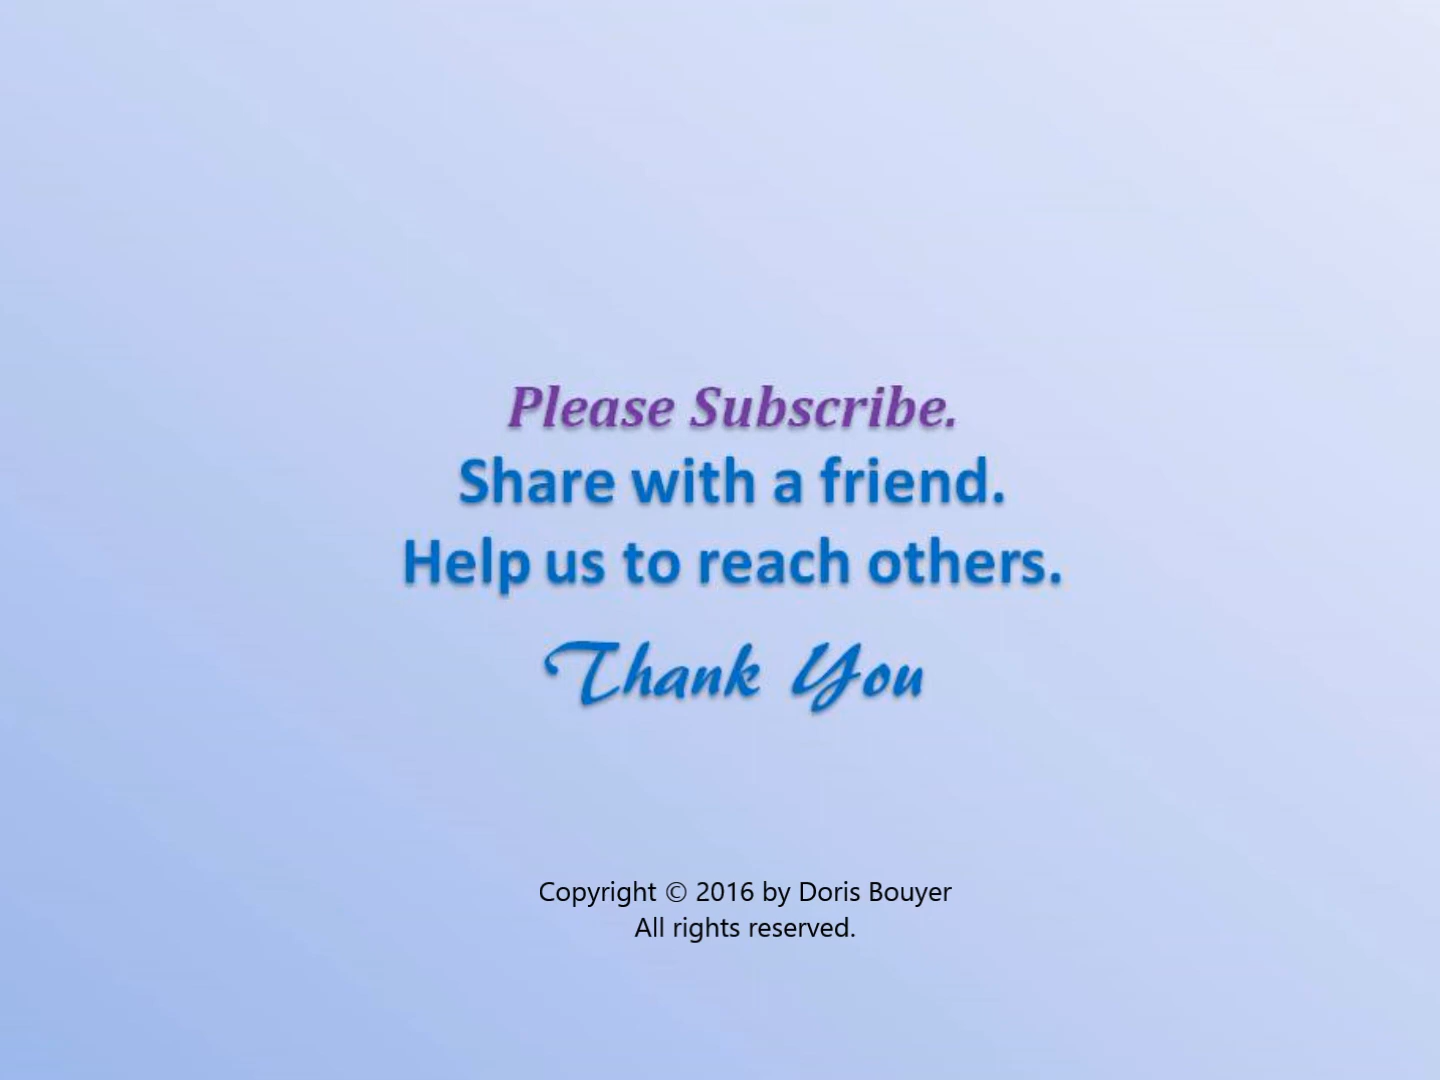 Please Subscribe.
Share with a friend.
Help us to reach others.
Thank You
Copyright © 2016 by Doris Bouyer
All rights reserved.